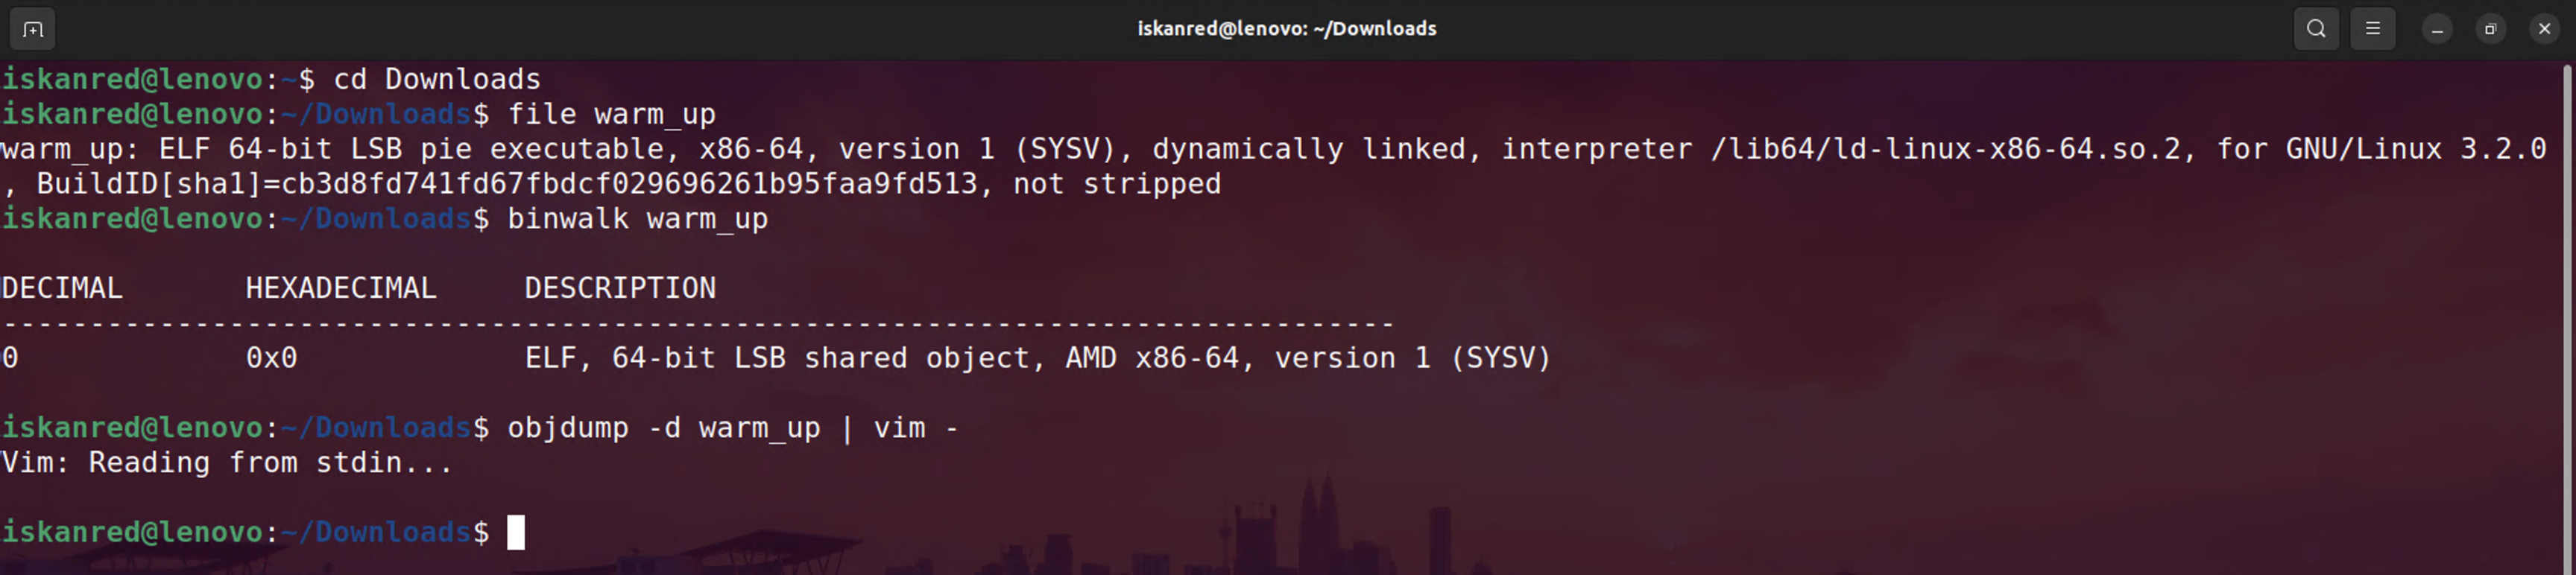 iskanred@lenovo: ~/Downloads
iskanred@lenovo:~$ cd Downloads
iskanred@lenovo:~/Downloads$ file warm_up
warm_up: ELF 64-bit LSB pie executable, x86-64, version 1 (SYSV), dynamically linked, interpreter /lib64/ld-linux-x86-64.so.2, for GNU/Linux 3.2.0
, BuildID[sha1]=cb3d8fd741fd67fbdcf029696261b95faa9fd513, not stripped
iskanred@lenovo:~/Downloads$ binwalk warm_up
DECIMAL       HEXADECIMAL     DESCRIPTION
--------------------------------------------------------------------------------
0             0x0             ELF, 64-bit LSB shared object, AMD x86-64, version 1 (SYSV)
iskanred@lenovo:~/Downloads$ objdump -d warm_up | vim -
Vim: Reading from stdin...
iskanred@lenovo:~/Downloads$